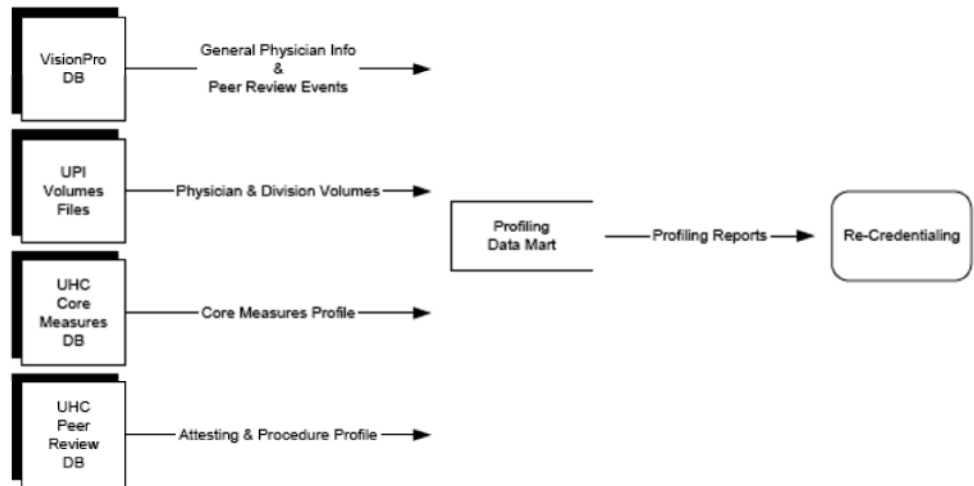 VisionPro
DB
General Physician Info
&
Peer Review Events
UPI
Volumes
Files
Physician & Division Volumes
Profiling
Data Mart
Profiling Reports
Re-Credentialing
UHC
Core
Measures
DB
Core Measures Profile
UHC
Peer
Review
DB
Attesting & Procedure Profile